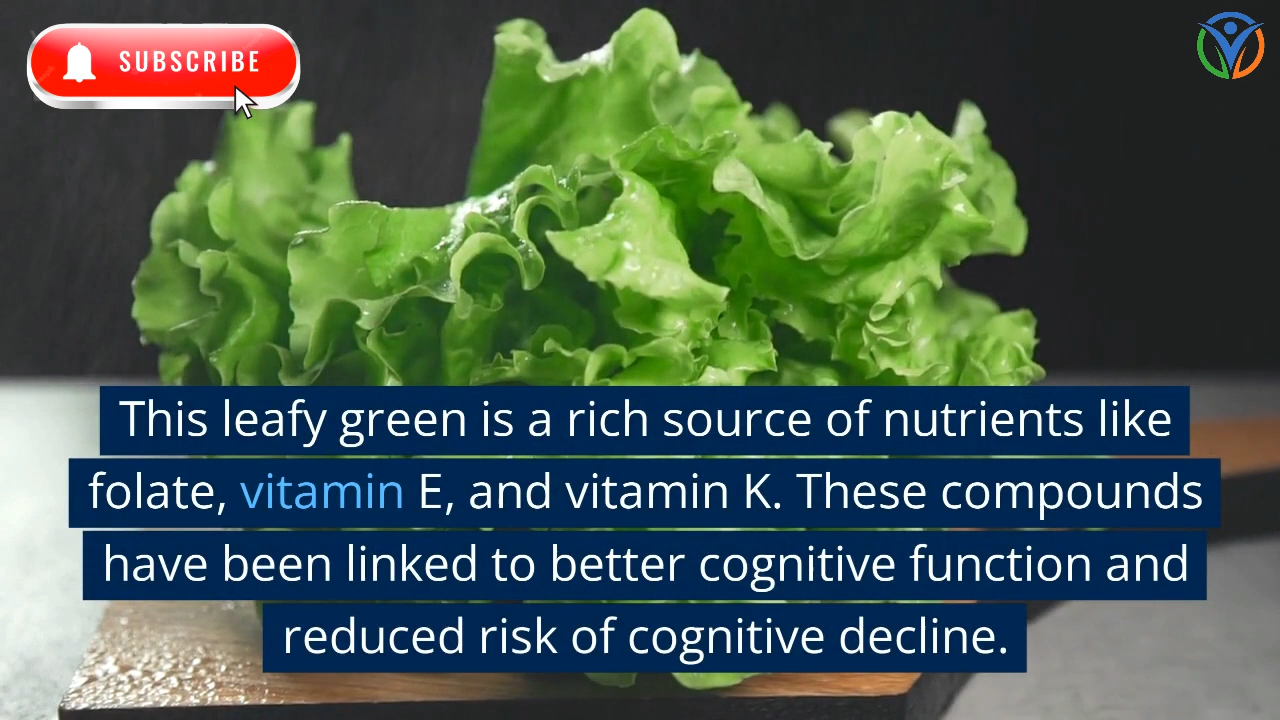 SUBSCRIBE
This leafy green is a rich source of nutrients like
folate, vitamin E, and vitamin K. These compounds
have been linked to better cognitive function and
reduced risk of cognitive decline.